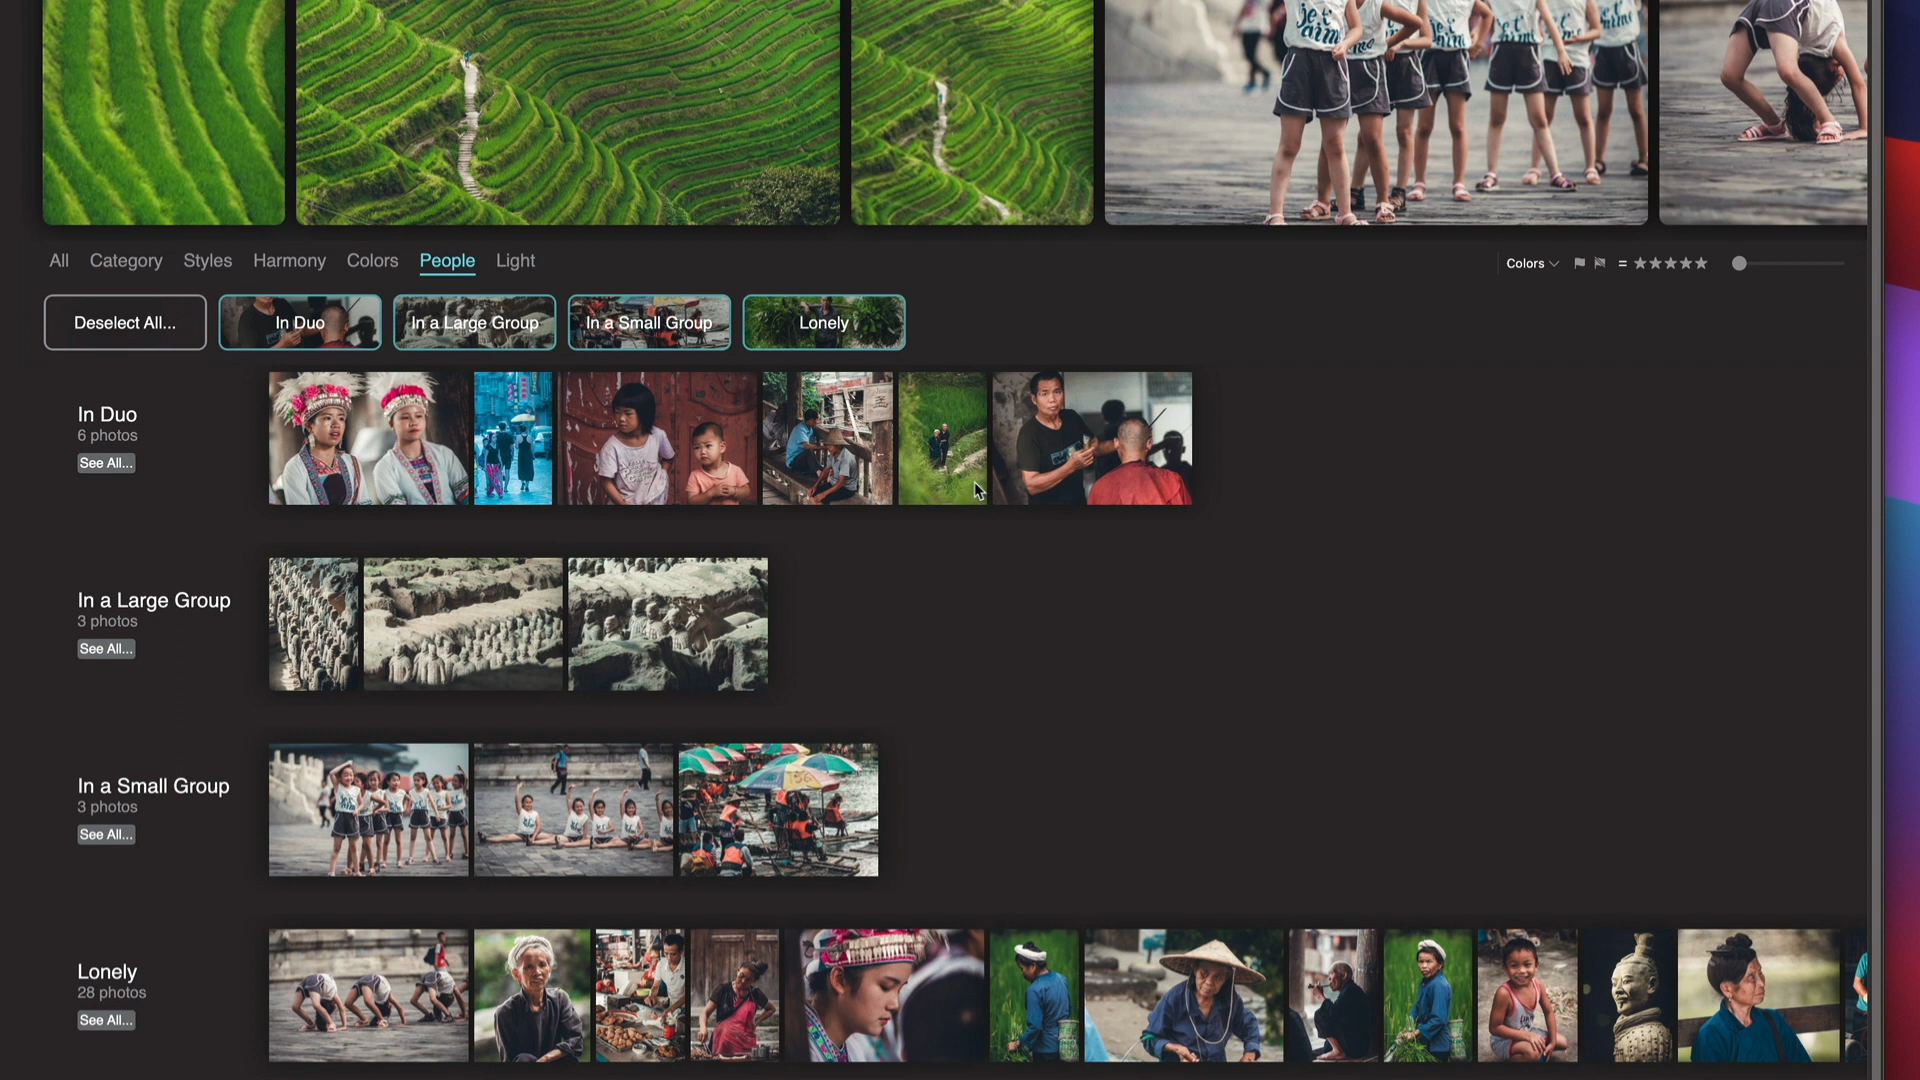 je t'
aime
All Category Styles Harmony Colors People Light
Colors
=
Deselect All...
In Duo
In a Large Group
In a Small Group
Lonely
In Duo
6 photos
See All...
In a Large Group
3 photos
See All...
In a Small Group
3 photos
See All...
Lonely
28 photos
See All...